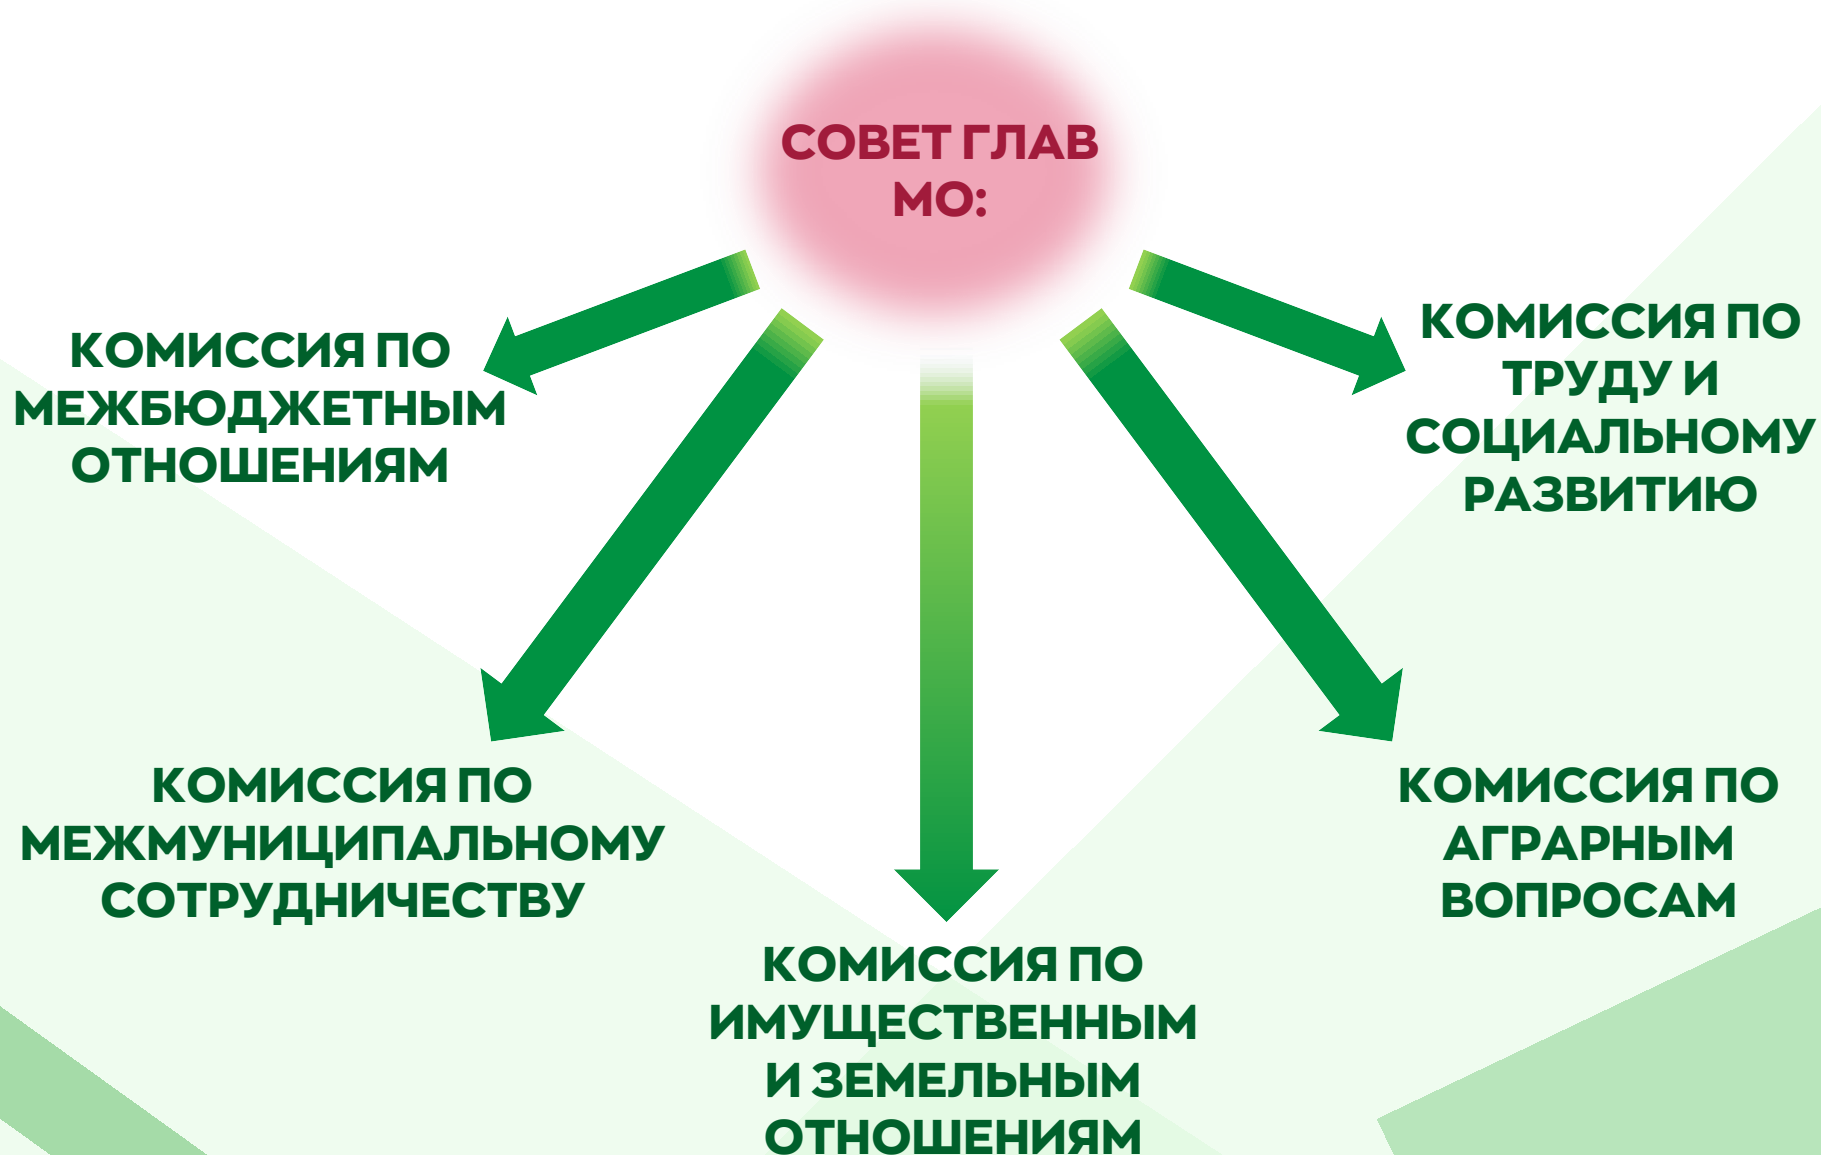 СОВЕТ ГЛАВ
МО:
КОМИССИЯ ПО
МЕЖБЮДЖЕТНЫМ
ОТНОШЕНИЯМ
КОМИССИЯ ПО
ТРУДУ И
СОЦИАЛЬНОМУ
РАЗВИТИЮ
КОМИССИЯ ПО
МЕЖМУНИЦИПАЛЬНОМУ
СОТРУДНИЧЕСТВУ
КОМИССИЯ ПО
АГРАРНЫМ
ВОПРОСАМ
КОМИССИЯ ПО
ИМУЩЕСТВЕННЫМ
И ЗЕМЕЛЬНЫМ
ОТНОШЕНИЯМ